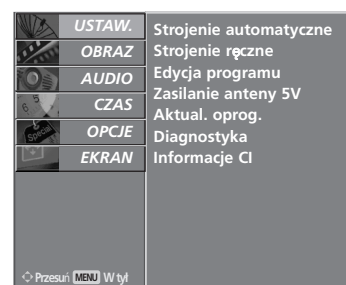 USTAW.
OBRAZ
AUDIO
CZAS
OPCJE
EKRAN
Strojenie automatyczne
Strojenie ręczne
Edycja programu
Zasilanie anteny 5V
Aktual. oprog.
Diagnostyka
Informacje CI
Przesuń MENU W tył